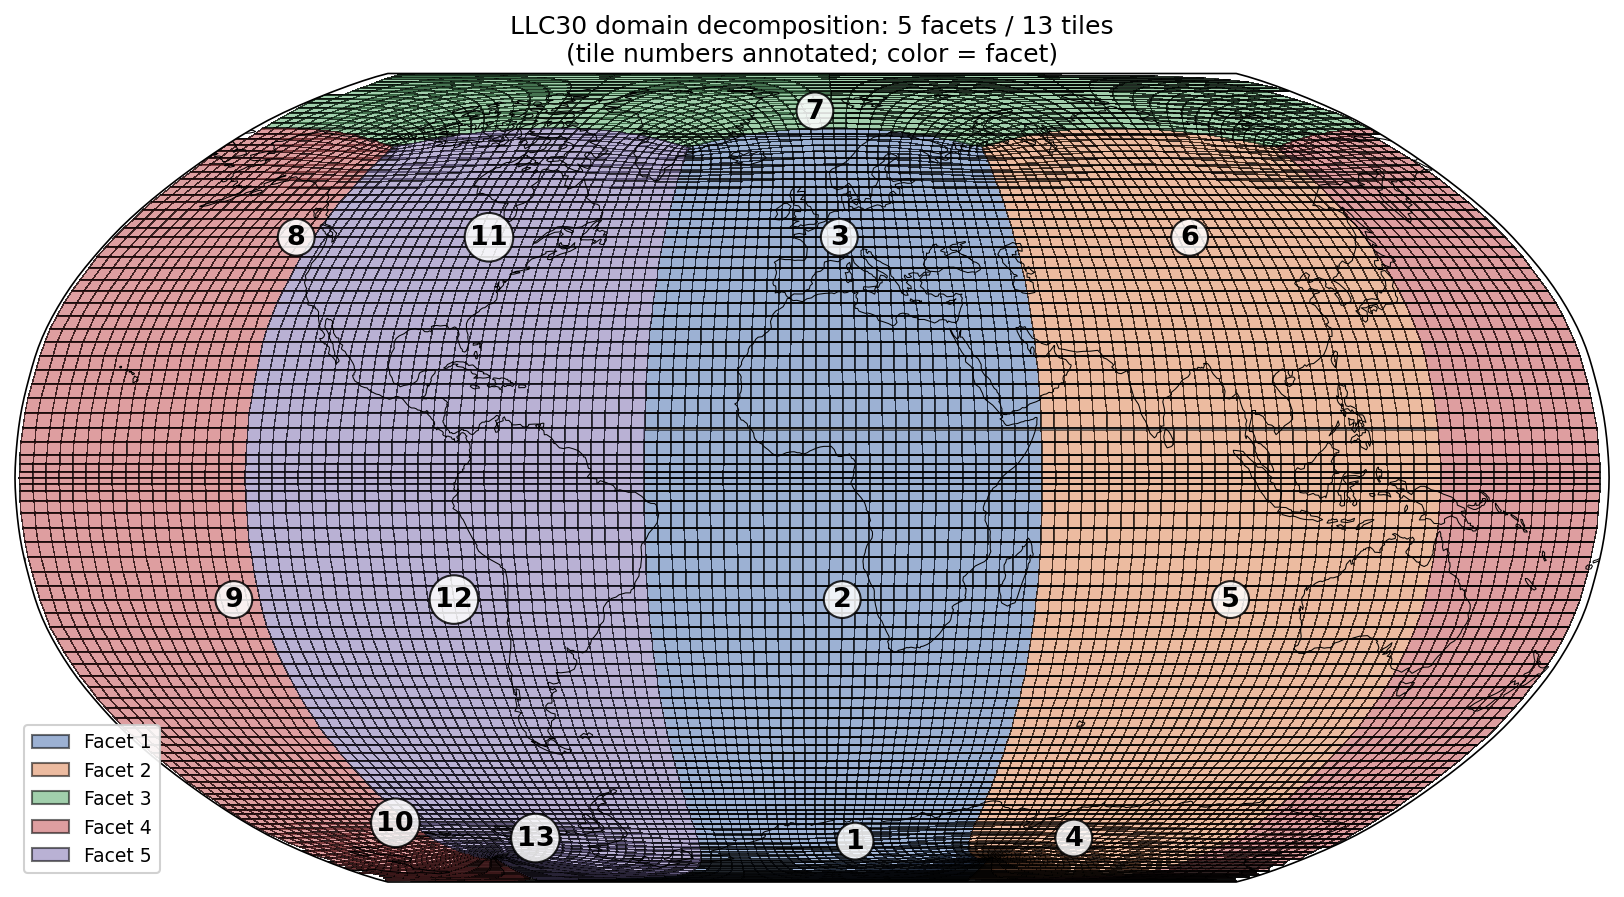 LLC30 domain decomposition: 5 facets / 13 tiles
(tile numbers annotated; color = facet)
7
8
11
3
6
9
12
2
5
10
13
1
4
Facet 1
Facet 2
Facet 3
Facet 4
Facet 5